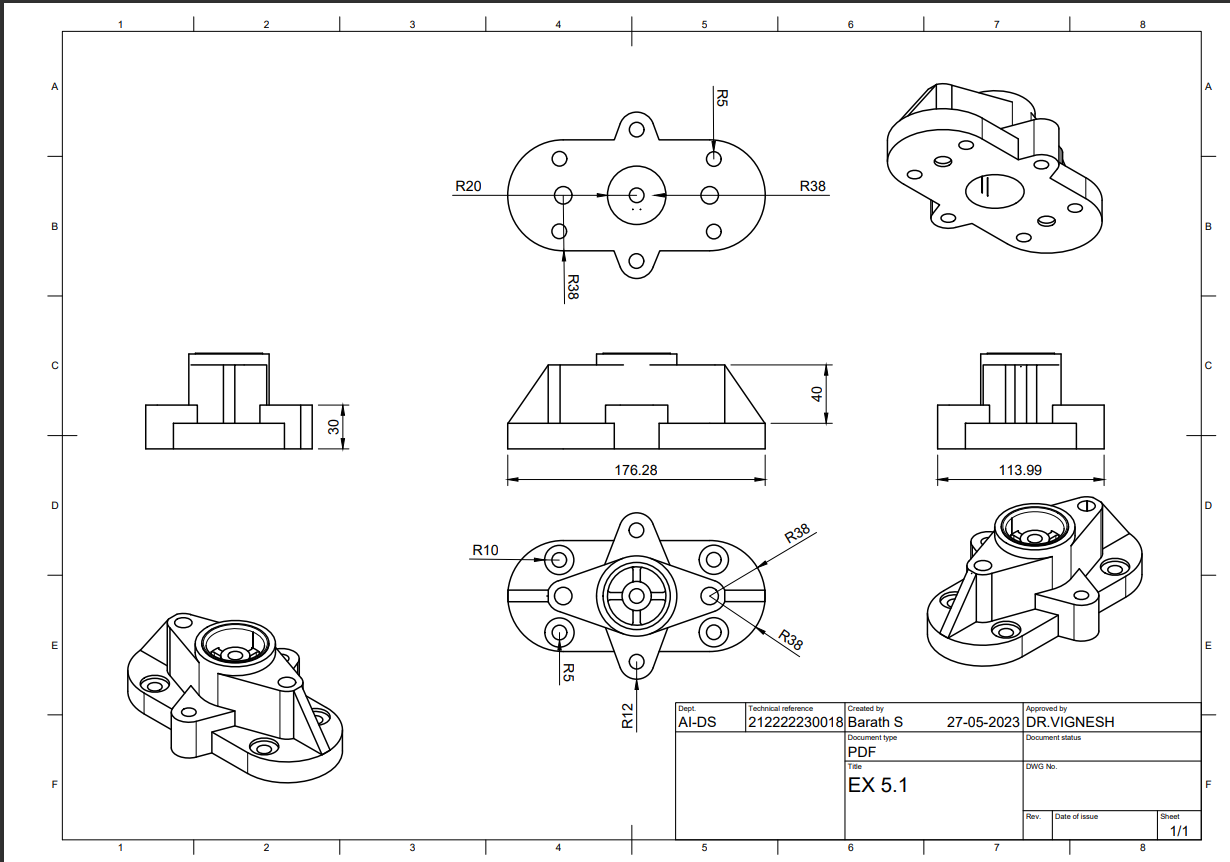 1 2 3 4 5 6 7 8
A A
R5
R20 R38
B B
R38
C C
40
30
176.28 113.99
D D
R38
R10
E E
R38
R5
R12
Dept. Technical reference Created by Approved by
AI-DS 212222230018 Barath S 27-05-2023 DR.VIGNESH
Document type Document status
PDF
Title DWG No.
EX 5.1
F F
Rev. Date of issue Sheet
1/1
1 2 3 4 5 6 7 8